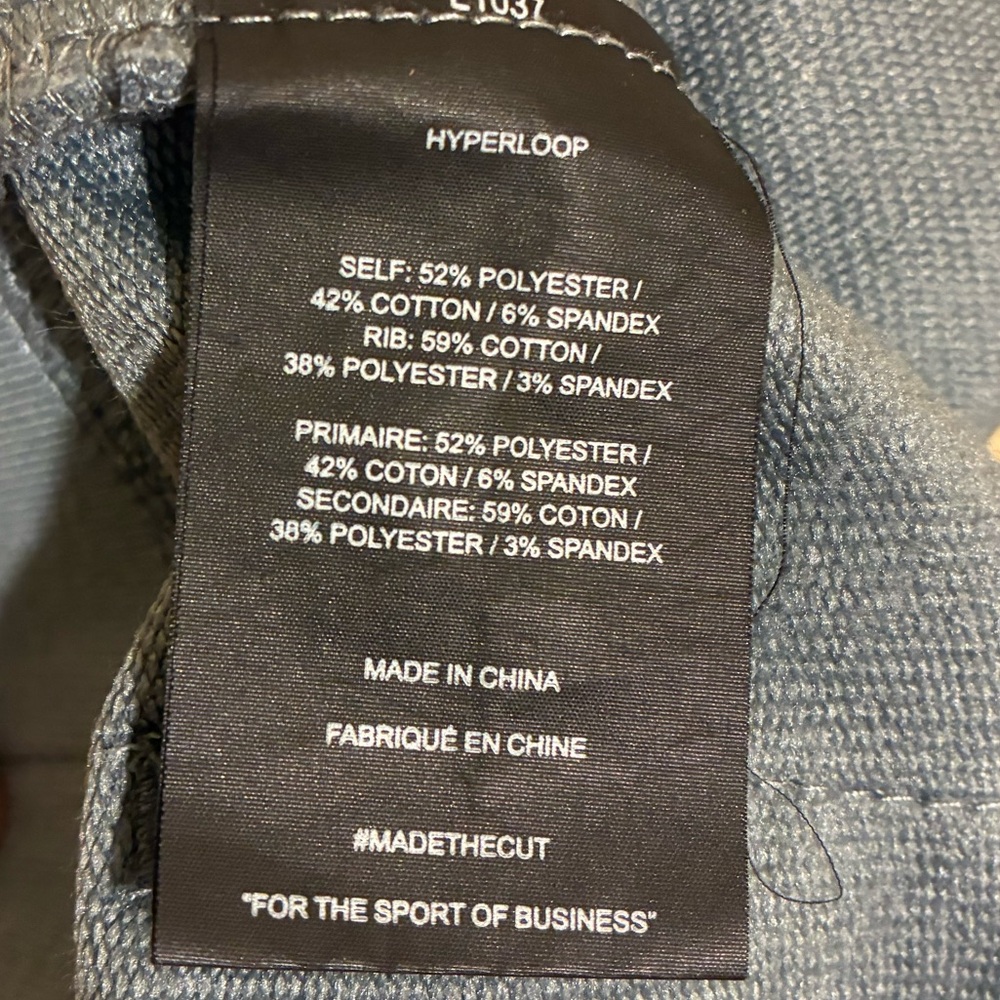 HYPERLOOP
SELF: 52% POLYESTER /
42% COTTON / 6% SPANDEX
RIB: 59% COTTON /
38% POLYESTER / 3% SPANDEX
PRIMAIRE: 52% POLYESTER /
42% COTON / 6% SPANDEX
SECONDAIRE: 59% COTON /
38% POLYESTER / 3% SPANDEX
MADE IN CHINA
FABRIQUÉ EN CHINE
#MADETHECUT
"FOR THE SPORT OF BUSINESS"